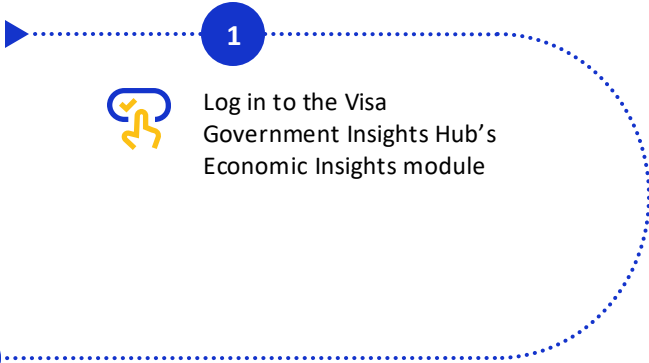 1
Log in to the Visa
Government Insights Hub’s
Economic Insights module